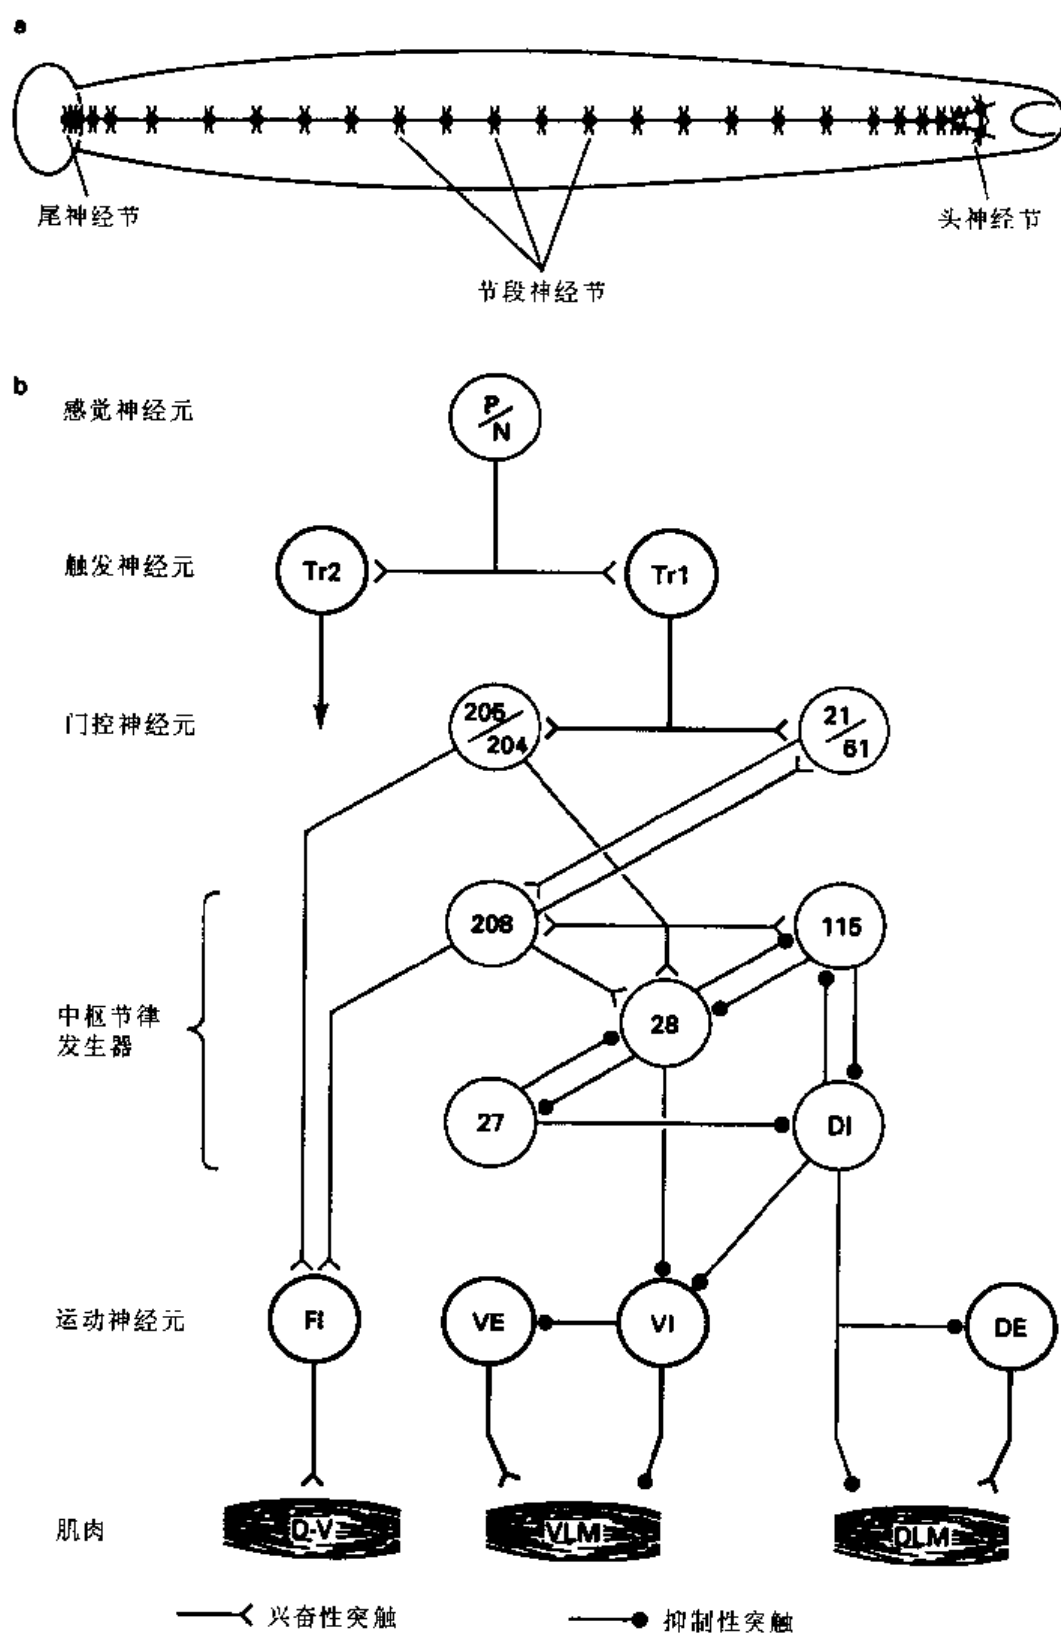 a
尾神经节
头神经节
节段神经节
b
感觉神经元
P/N
触发神经元
Tr2
Tr1
门控神经元
205/204
21/61
208
115
中枢节律
发生器
28
27
DI
运动神经元
FI
VE
VI
DE
肌肉
D-V
VLM
DLM
兴奋性突触
抑制性突触